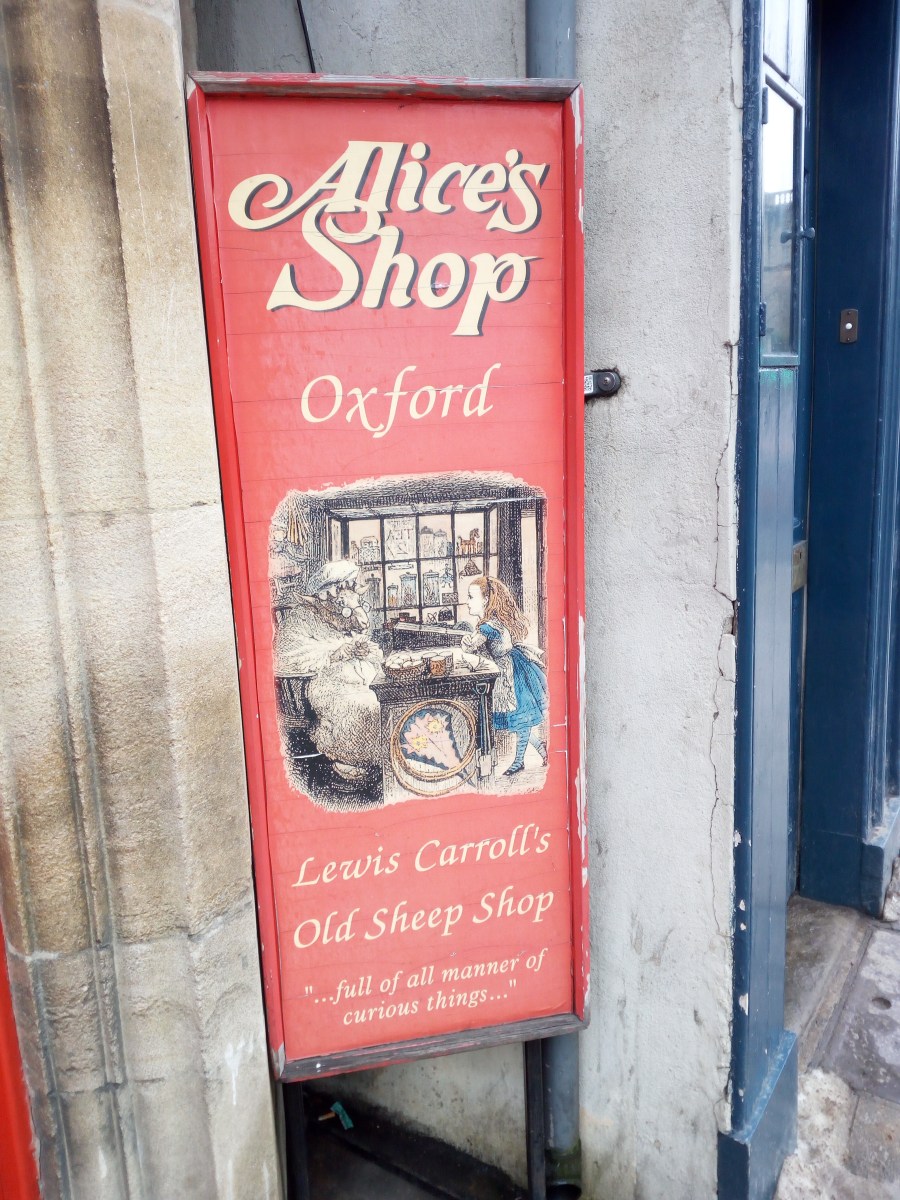 Alice's
Shop
Oxford
Lewis Carroll's
Old Sheep Shop
"...full of all manner of
curious things..."